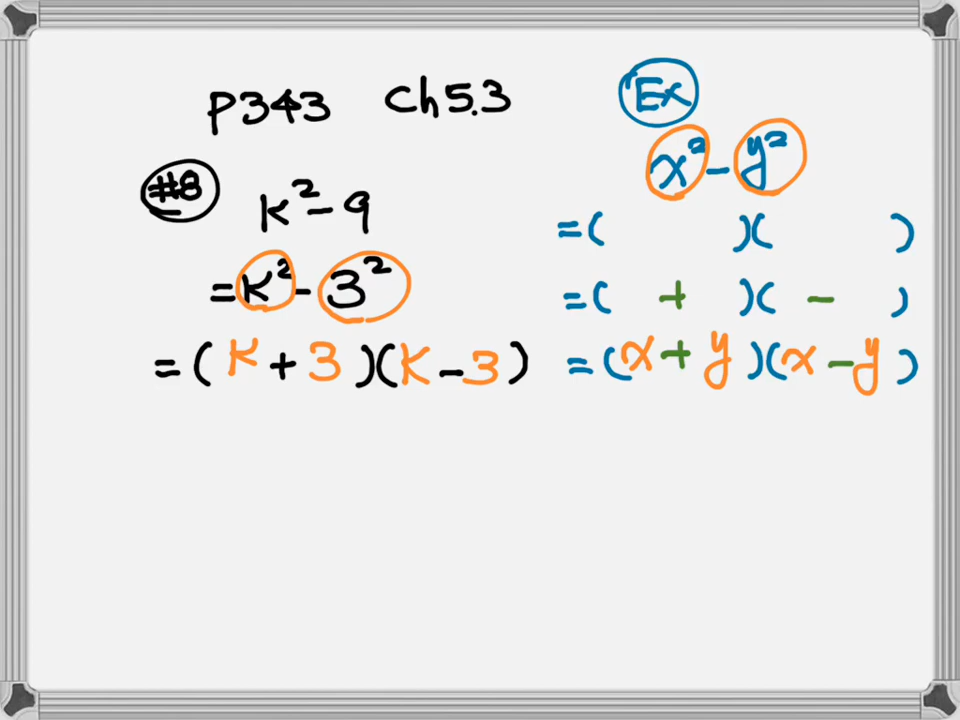 P343 Ch5.3
#8
k² - 9
= k² - 3²
= ( k + 3 )( k - 3 )
Ex
x² - y²
= ( )( )
= ( + )( - )
= ( x + y )( x - y )